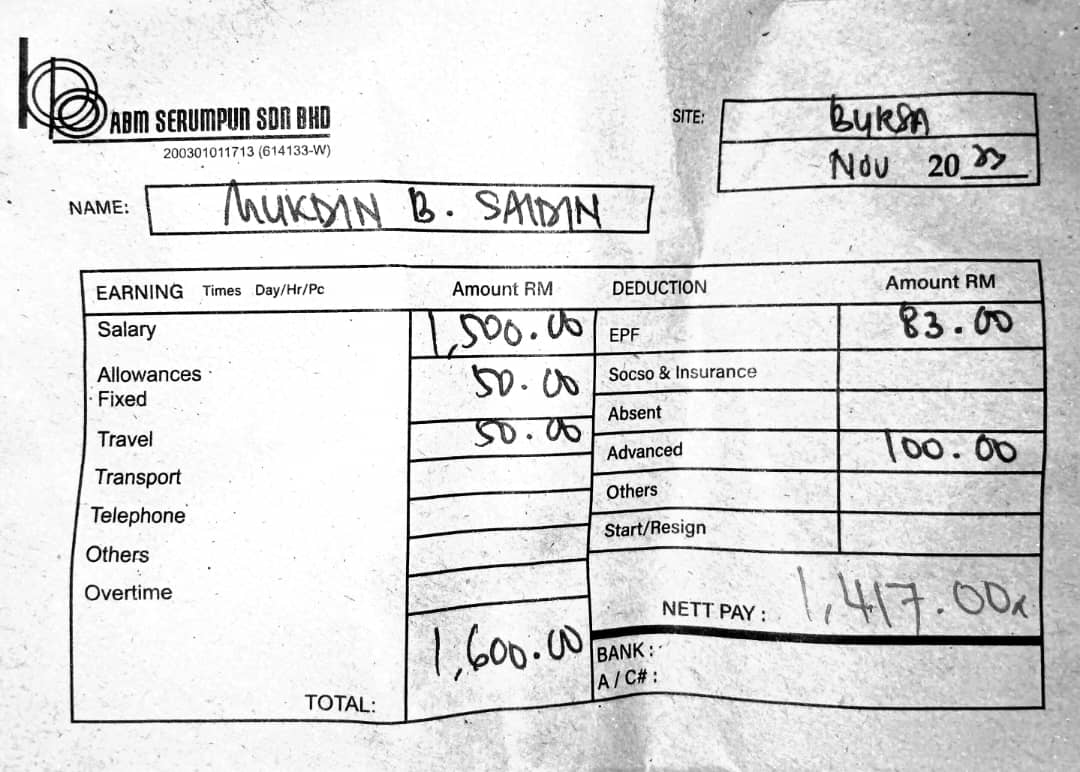 ABM SERUMPUN SDN BHD
200301011713 (614133-W)
SITE: BUKSA
NOV 20 23
NAME: MUKDIN B. SAIDIN
EARNING Times Day/Hr/Pc Amount RM DEDUCTION Amount RM
Salary 1,500.00 EPF 83.00
Allowances Fixed 50.00 Socso & Insurance
Absent
Travel 50.00 Advanced 100.00
Transport
Others
Telephone
Start/Resign
Others
Overtime
NETT PAY : 1,417.00
1,600.00
BANK :
A/C# :
TOTAL: